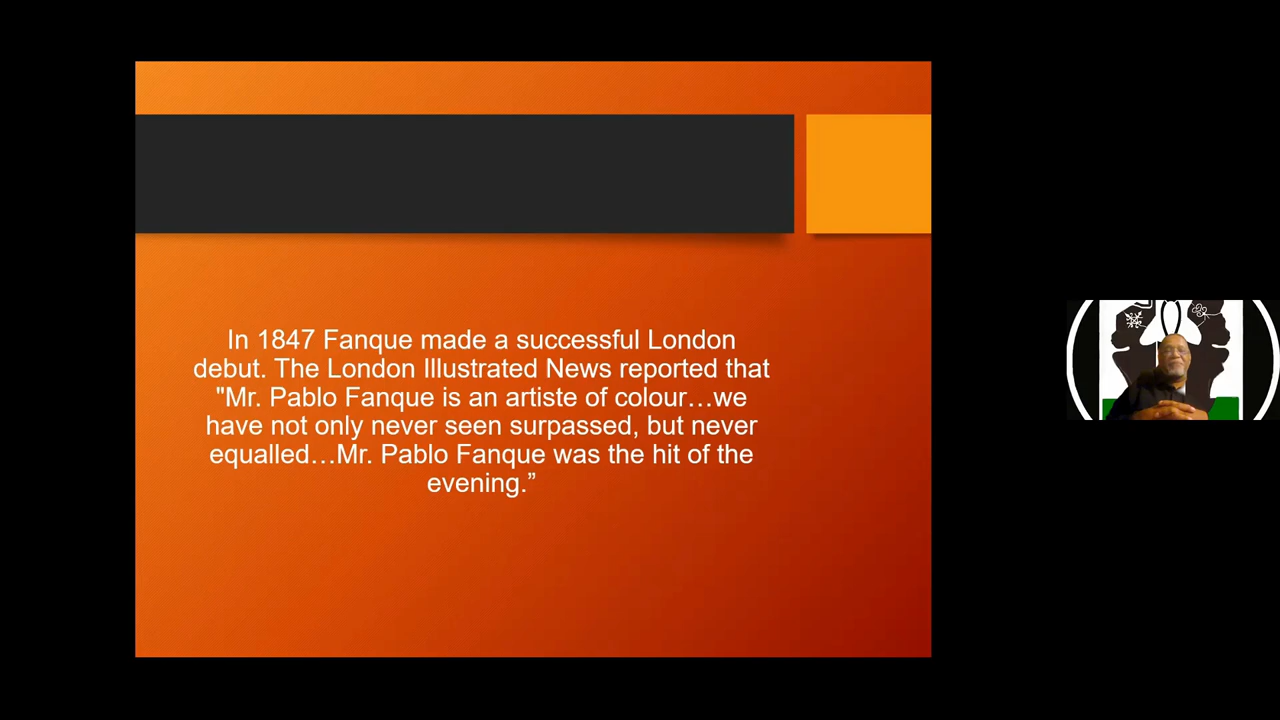 In 1847 Fanque made a successful London
debut. The London Illustrated News reported that
"Mr. Pablo Fanque is an artiste of colour…we
have not only never seen surpassed, but never
equalled…Mr. Pablo Fanque was the hit of the
evening.”